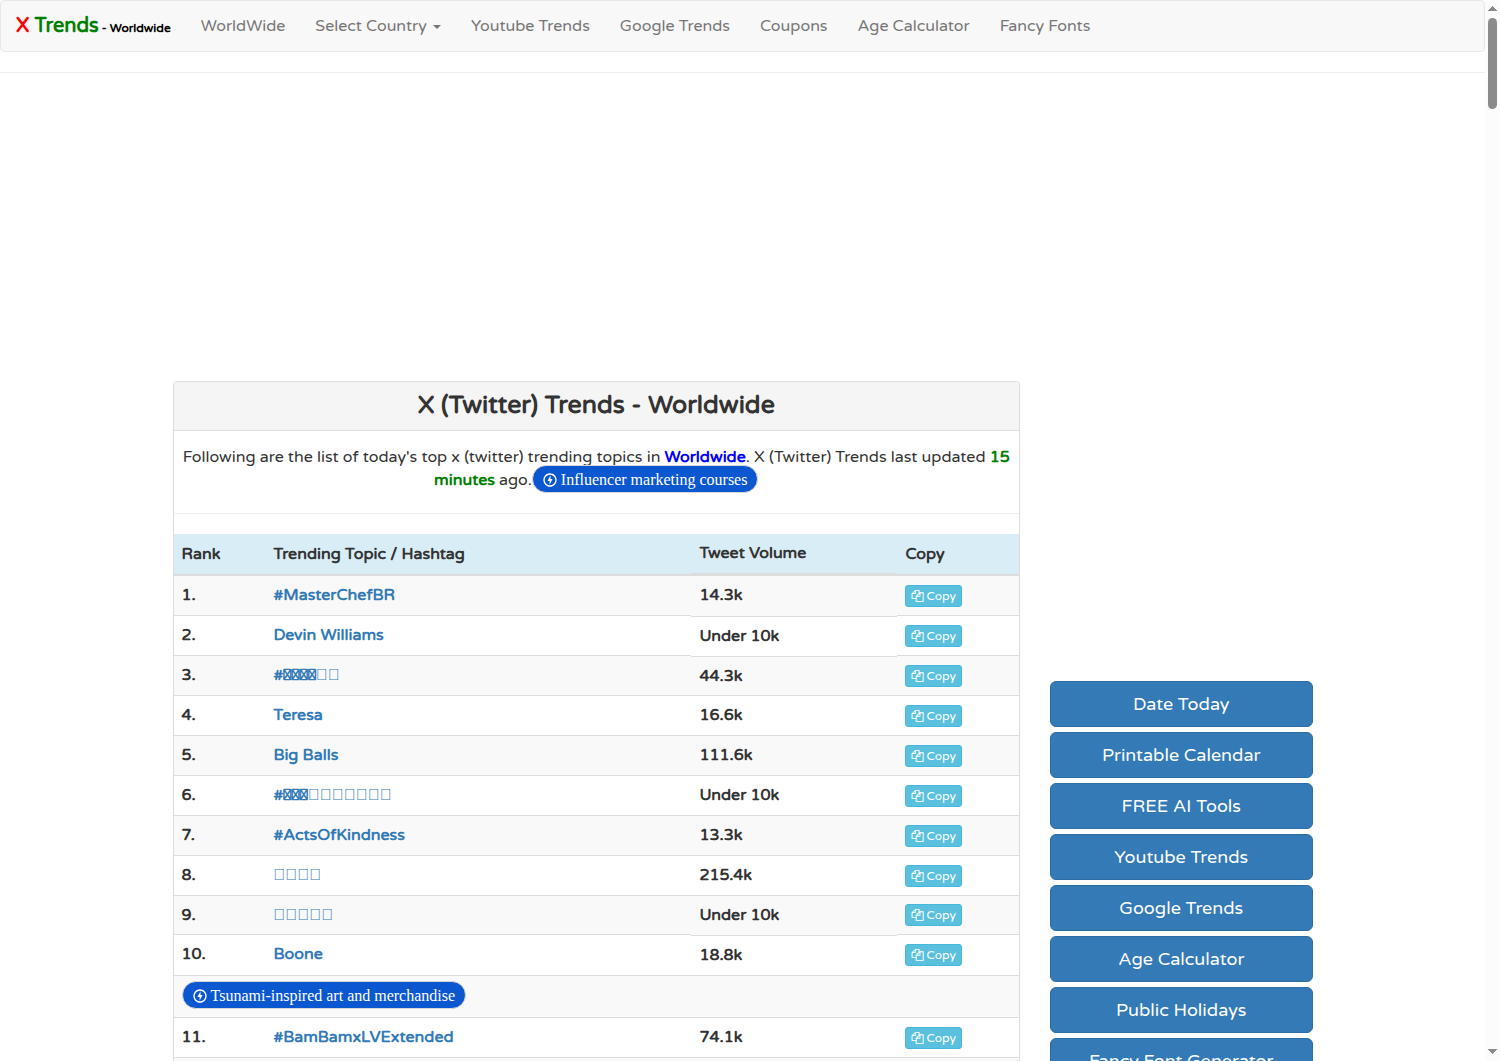 X Trends - Worldwide WorldWide Select Country Youtube Trends Google Trends Coupons Age Calculator Fancy Fonts
X (Twitter) Trends - Worldwide
Following are the list of today's top x (twitter) trending topics in Worldwide. X (Twitter) Trends last updated 15
minutes ago. Influencer marketing courses
Rank Trending Topic / Hashtag Tweet Volume Copy
1. #MasterChefBR 14.3k Copy
2. Devin Williams Under 10k Copy
3. 44.3k Copy
4. Teresa 16.6k Copy
5. Big Balls 111.6k Copy
6. Under 10k Copy
7. #ActsOfKindness 13.3k Copy
8. 215.4k Copy
9. Under 10k Copy
10. Boone 18.8k Copy
Tsunami-inspired art and merchandise
11. #BamBamxLVExtended 74.1k Copy
Date Today
Printable Calendar
FREE AI Tools
Youtube Trends
Google Trends
Age Calculator
Public Holidays
Fancy Font Generator